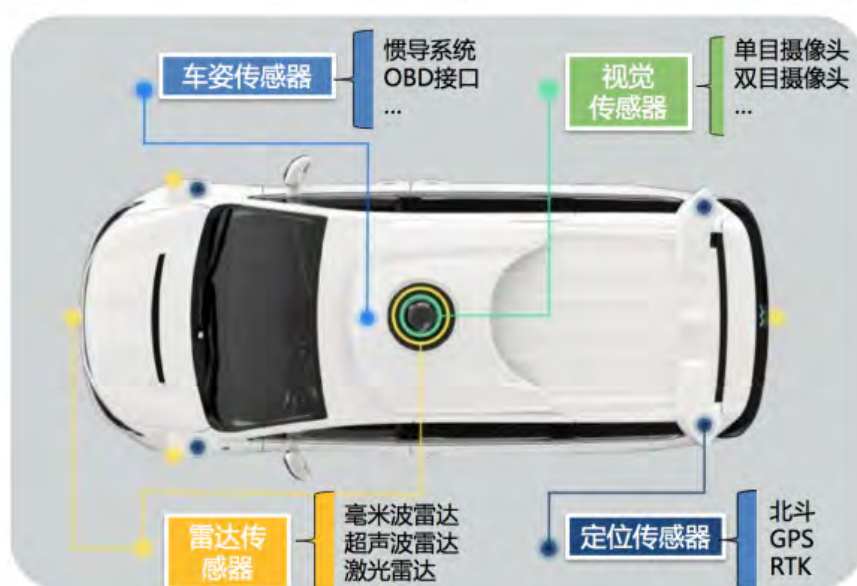 车姿传感器
惯导系统
OBD接口
...
视觉
传感器
单目摄像头
双目摄像头
...
雷达传
感器
毫米波雷达
超声波雷达
激光雷达
定位传感器
北斗
GPS
RTK